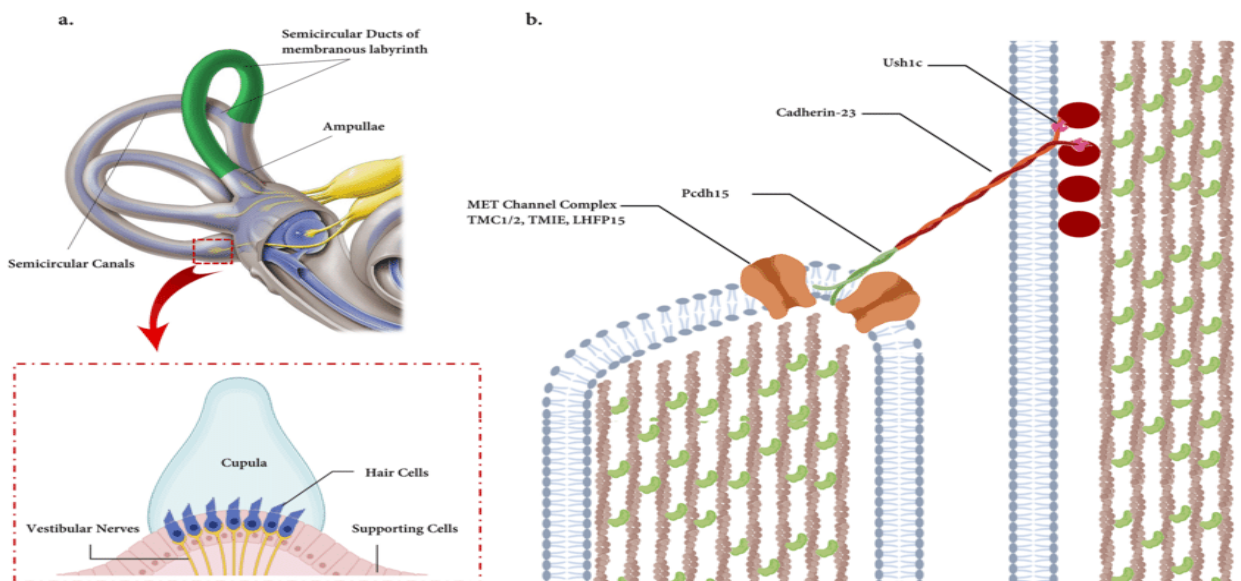 a.
Semicircular Ducts of
membranous labyrinth
Ampullae
Semicircular Canals
Cupula
Hair Cells
Vestibular Nerves
Supporting Cells
b.
Ush1c
Cadherin-23
Pcdh15
MET Channel Complex
TMC1/2, TMIE, LHFP15